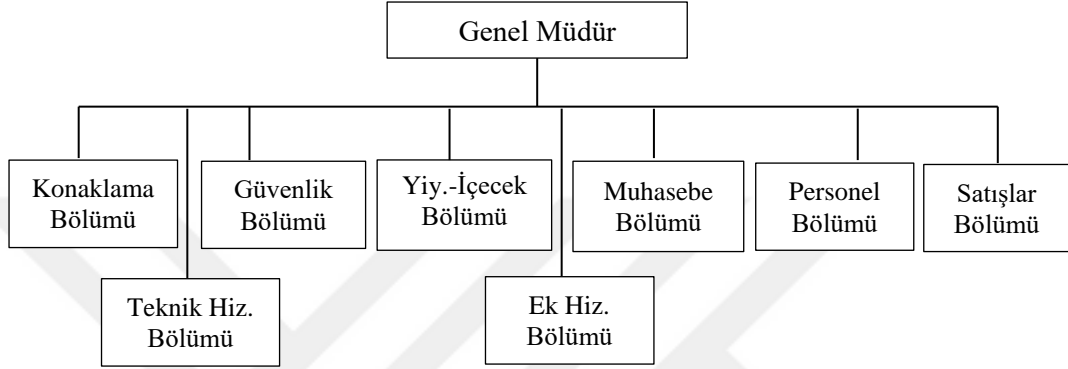 Genel Müdür
Konaklama
Bölümü
Güvenlik
Bölümü
Yiy.-İçecek
Bölümü
Muhasebe
Bölümü
Personel
Bölümü
Satışlar
Bölümü
Teknik Hiz.
Bölümü
Ek Hiz.
Bölümü